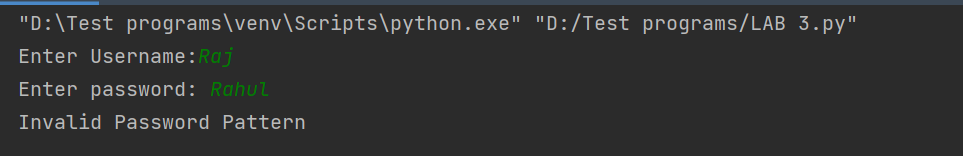 "D:\Test programs\venv\Scripts\python.exe" "D:/Test programs/LAB 3.py"
Enter Username:Raj
Enter password: Rahul
Invalid Password Pattern